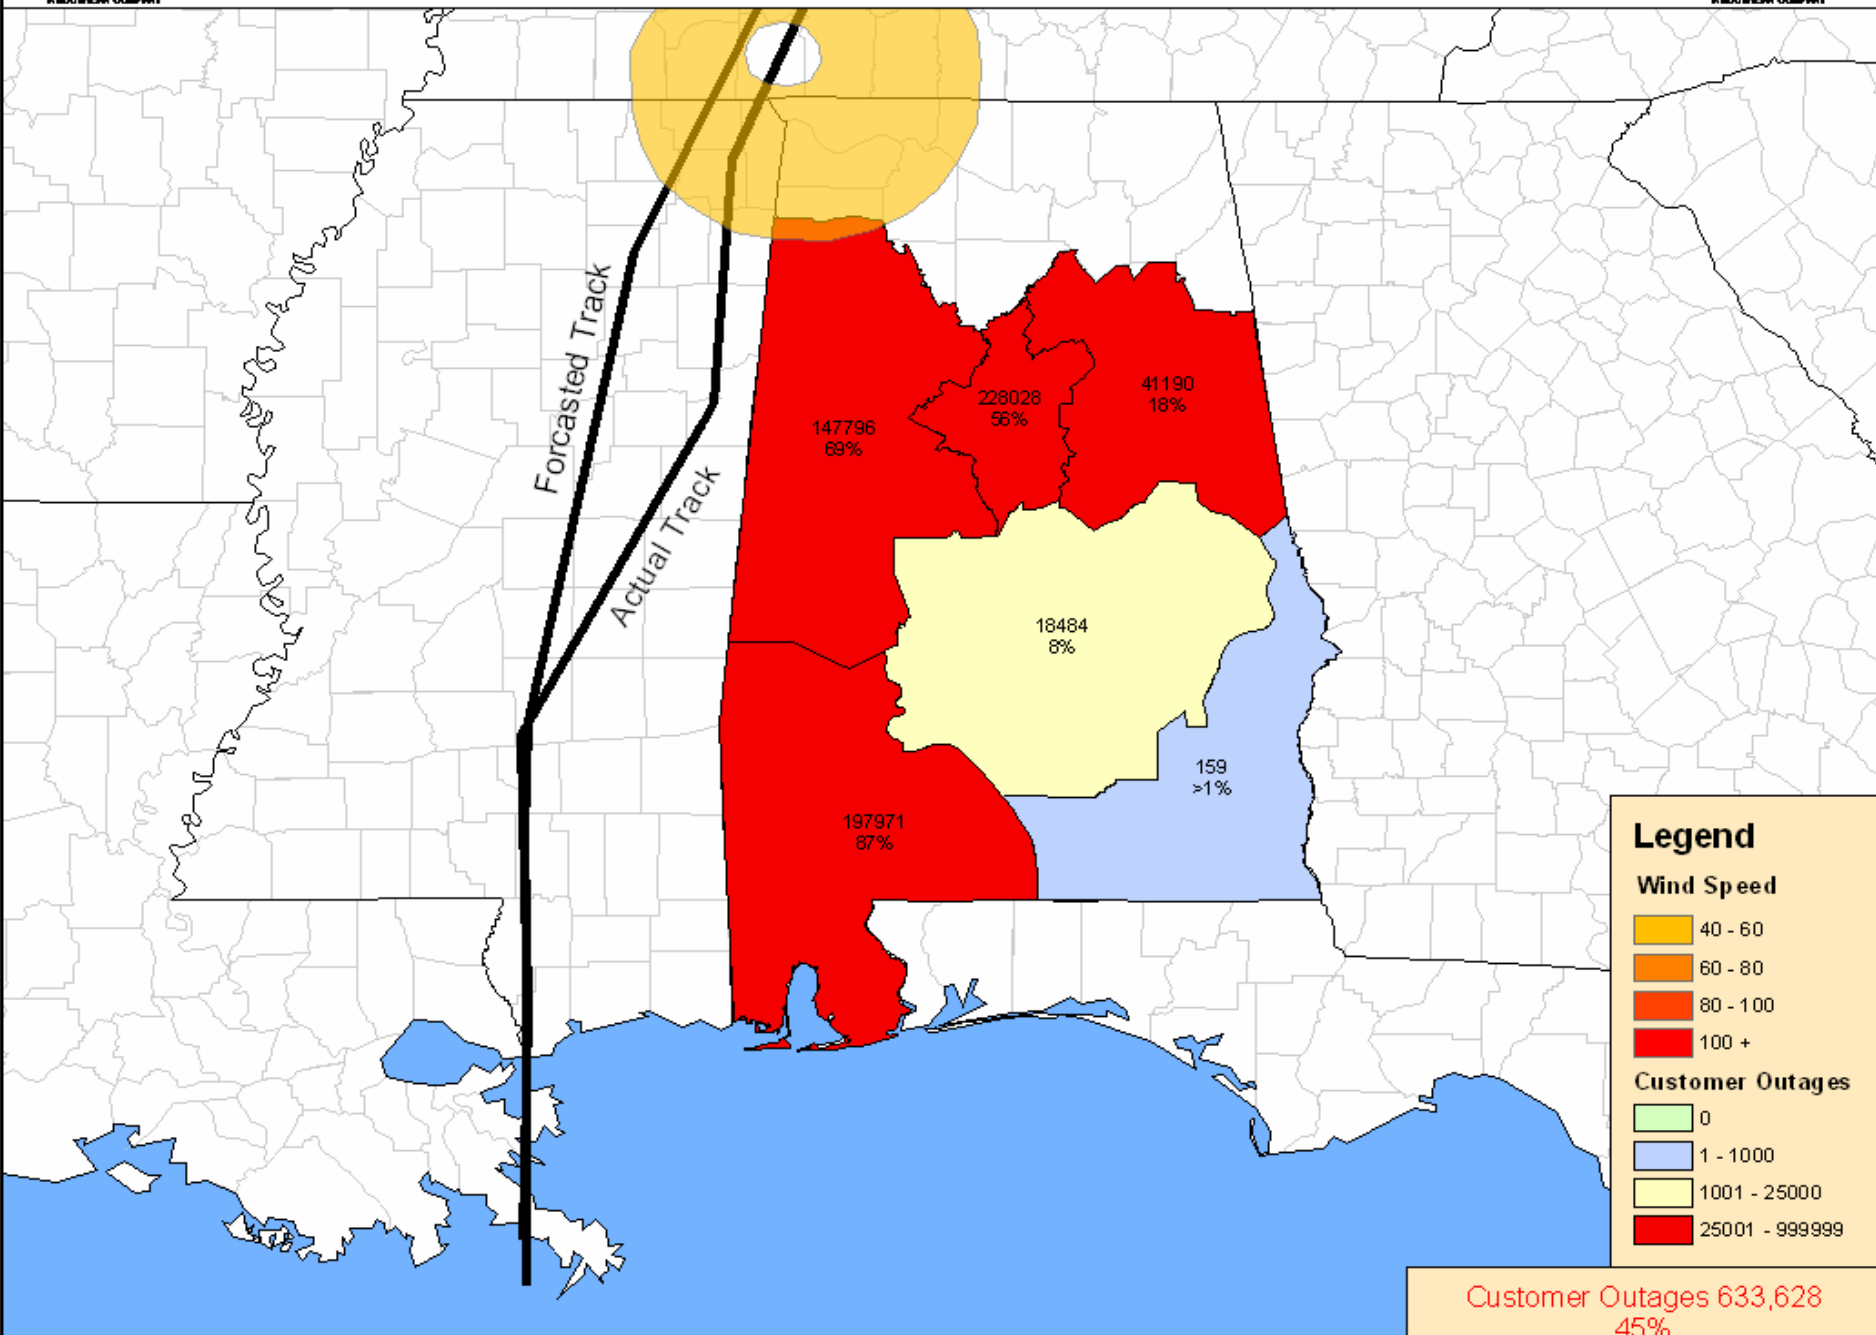 Forcasted Track
Actual Track
147796
69%
228028
56%
41190
18%
18484
8%
159
>1%
197971
87%
Legend
Wind Speed
40 - 60
60 - 80
80 - 100
100 +
Customer Outages
0
1 - 1000
1001 - 25000
25001 - 999999
Customer Outages 633,628
45%